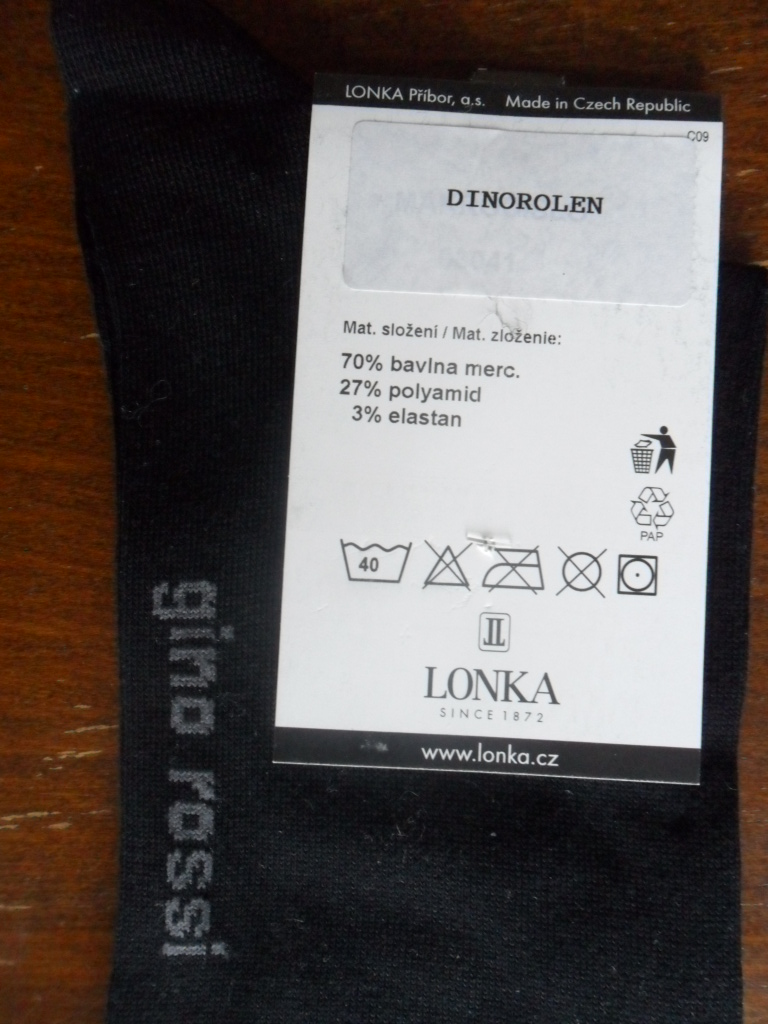 LONKA Příbor, a.s. Made in Czech Republic
C09
DINOROLEN
Mat. složení / Mat. zloženie:
70% bavlna merc.
27% polyamid
3% elastan
PAP
40
LONKA
SINCE 1872
www.lonka.cz
gino rossi